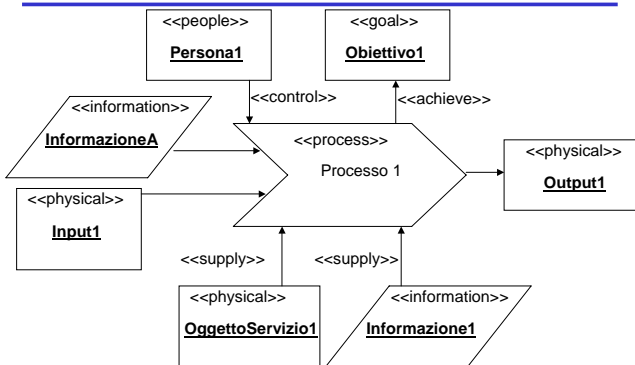 <<people>>
Persona1
<<goal>>
Obiettivo1
<<control>>
<<achieve>>
<<information>>
InformazioneA
<<process>>
Processo 1
<<physical>>
Output1
<<physical>>
Input1
<<supply>>
<<supply>>
<<physical>>
OggettoServizio1
<<information>>
Informazione1